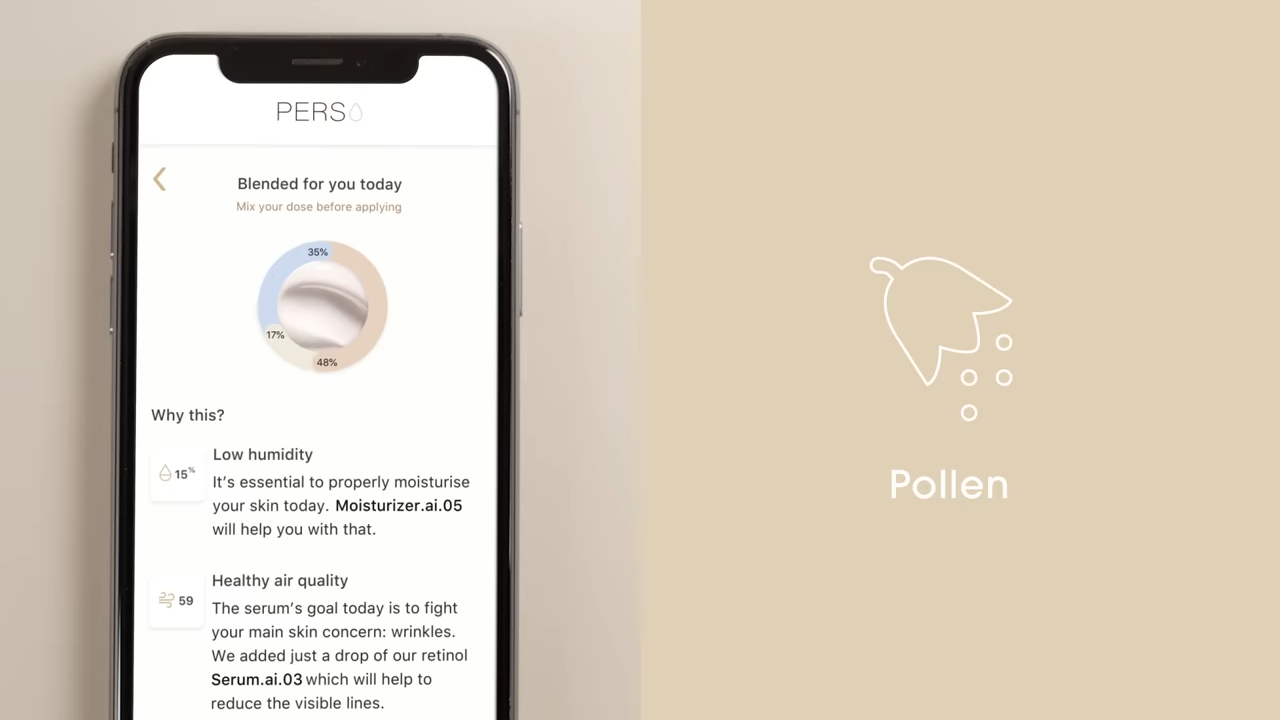 PERSO
Blended for you today
Mix your dose before applying
35%
17%
48%
Why this?
15%
Low humidity
It's essential to properly moisturise
your skin today. Moisturizer.ai.05
will help you with that.
59
Healthy air quality
The serum's goal today is to fight
your main skin concern: wrinkles.
We added just a drop of our retinol
Serum.ai.03 which will help to
reduce the visible lines.
Pollen